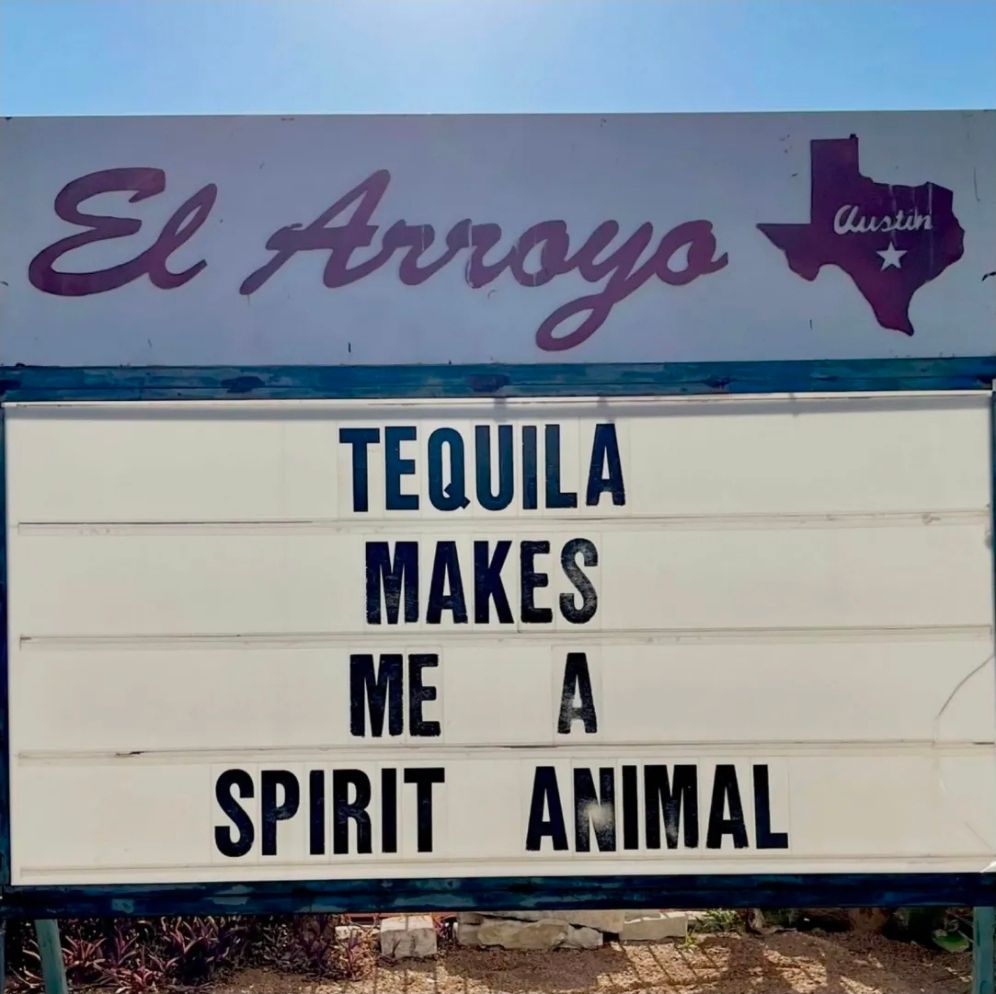 El Arroyo
Austin
TEQUILA
MAKES
ME A
SPIRIT ANIMAL